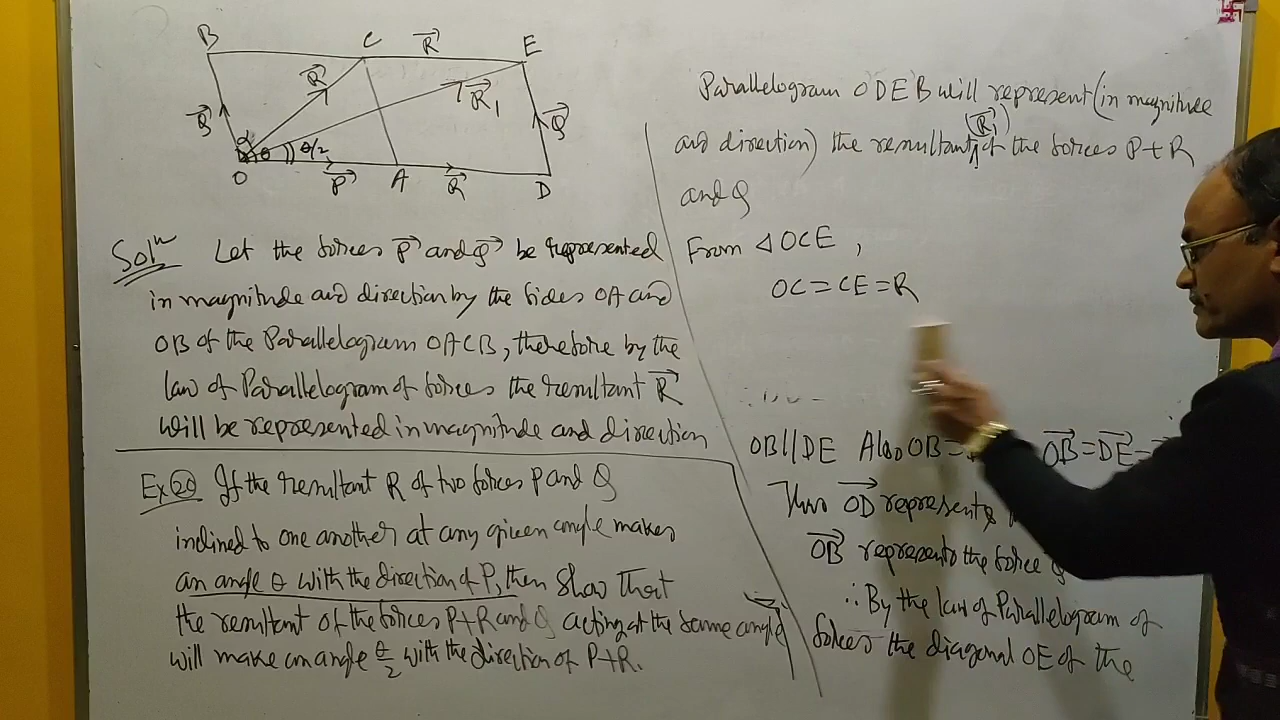 B C R E
R R₁ Q
Q α θ θ/2
O P A R D
Solⁿ Let the forces P and Q be represented
in magnitude and direction by the sides OA and
OB of the Parallelogram OACB, therefore by the
law of Parallelogram of forces the resultant R
will be represented in magnitude and direction
Ex 20 If the resultant R of two forces P and Q
inclined to one another at any given angle makes
an angle θ with the direction of P, then show that
the resultant of the forces P+R and Q acting at the same angle
will make an angle θ/2 with the direction of P+R.
Parallelogram ODEB will represent (in magnitude
and direction) the resultant (R₁) of the forces P+R
and Q
From △OCE,
OC=CE=R
OB//DE Also OB= OB=DE=
Thus OD represents
OB represents the force Q
∴ By the law of Parallelogram of
forces the diagonal OE of the